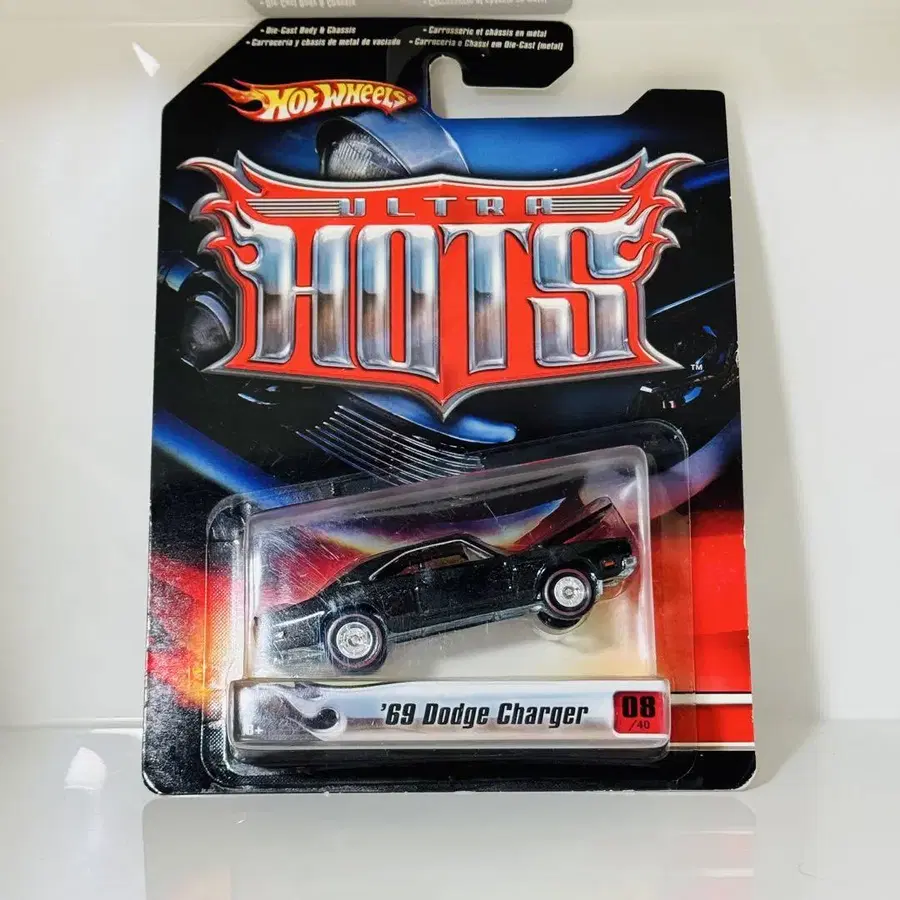 • Die-Cast Body & Chassis
• Carrosserie et châssis en métal
• Carrocería y chasis de metal de vaciado
• Carroceria e Chassi em Die-Cast (metal)
HOT WHEELS®
ULTRA
HOTS
™
'69 Dodge Charger
08
/40